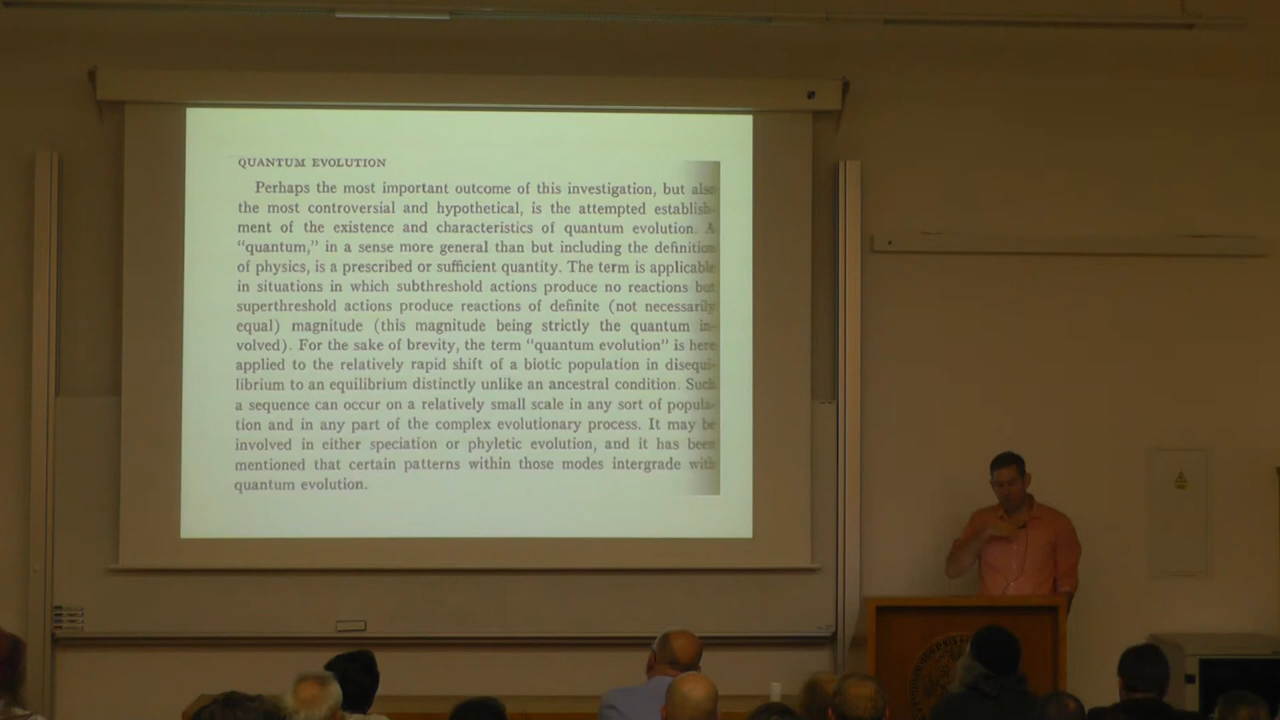 QUANTUM EVOLUTION
Perhaps the most important outcome of this investigation, but also
the most controversial and hypothetical, is the attempted establish-
ment of the existence and characteristics of quantum evolution. A
“quantum,” in a sense more general than but including the definition
of physics, is a prescribed or sufficient quantity. The term is applicable
in situations in which subthreshold actions produce no reactions but
superthreshold actions produce reactions of definite (not necessarily
equal) magnitude (this magnitude being strictly the quantum in-
volved). For the sake of brevity, the term “quantum evolution” is here
applied to the relatively rapid shift of a biotic population in disequi-
librium to an equilibrium distinctly unlike an ancestral condition. Such
a sequence can occur on a relatively small scale in any sort of popula-
tion and in any part of the complex evolutionary process. It may be
involved in either speciation or phyletic evolution, and it has been
mentioned that certain patterns within those modes intergrade with
quantum evolution.